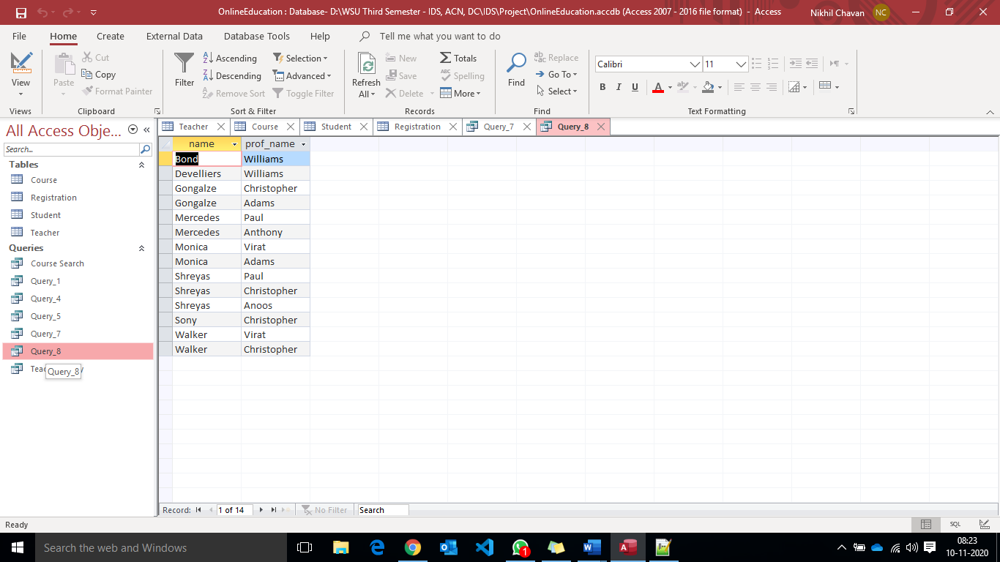 OnlineEducation : Database- D:\WSU Third Semester - IDS, ACN, DC\IDS\Project\OnlineEducation.accdb (Access 2007 - 2016 file format) - Access
Nikhil Chavan NC
File Home Create External Data Database Tools Help Tell me what you want to do
View
Views
Paste
Cut
Copy
Format Painter
Clipboard
Filter
Ascending
Descending
Remove Sort
Selection
Advanced
Toggle Filter
Sort & Filter
Refresh
All
New
Save
Delete
Totals
Spelling
More
Records
Find
Replace
Go To
Select
Find
Calibri 11
B I U A
Text Formatting
All Access Obje...
Search...
Tables
Course
Registration
Student
Teacher
Queries
Course Search
Query_1
Query_4
Query_5
Query_7
Query_8
Query_8
Teacher Course Student Registration Query_7 Query_8
name prof_name
Bond Williams
Develliers Williams
Gongalze Christopher
Gongalze Adams
Mercedes Paul
Mercedes Anthony
Monica Virat
Monica Adams
Shreyas Paul
Shreyas Christopher
Shreyas Anoos
Sony Christopher
Walker Virat
Walker Christopher
Record: 1 of 14 No Filter Search
Ready
SQL
Search the web and Windows
1
08:23
10-11-2020